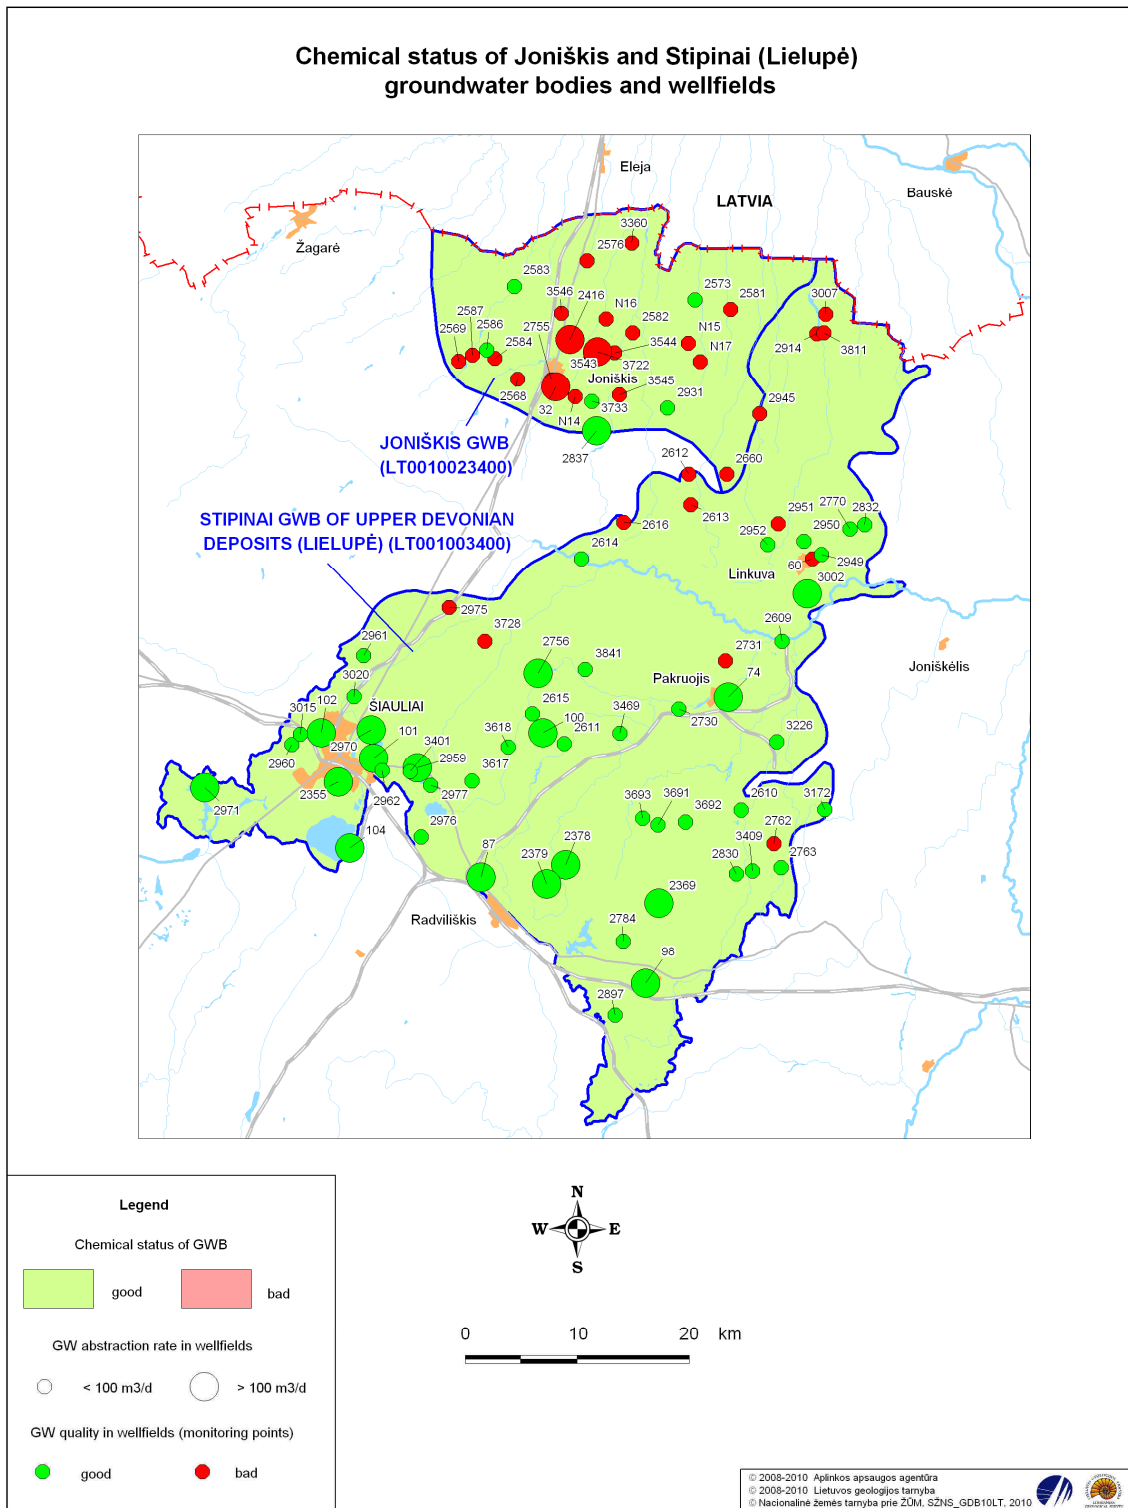 Chemical status of Joniškis and Stipinai (Lielupė)
groundwater bodies and wellfields
Eleja
Bauskė
LATVIA
Žagarė
3360
2576
2583
2573
2581
3007
3546
2416
N16
2582
N15
2587
2586
2755
2569
2584
N17
3544
2914
3811
3543
3722
Joniškis
2568
3545
2931
2945
32
3733
N14
JONIŠKIS GWB
(LT0010023400)
2837
2612
2660
STIPINAI GWB OF UPPER DEVONIAN
DEPOSITS (LIELUPĖ) (LT001003400)
2616
2613
2951
2770
2832
2952
2950
2614
Linkuva
60
2949
3002
2975
3728
2609
2961
2756
3841
2731
Joniškėlis
Pakruojis
74
3020
102
ŠIAULIAI
2615
3015
100
3469
2730
3618
2611
3226
2970
101
3401
2960
2959
3617
2971
2355
2962
2977
3693
3691
3692
2610
3172
2976
2762
104
87
2378
3409
2379
2830
2763
2369
Radviliškis
2784
98
2897
Legend
Chemical status of GWB
good
bad
GW abstraction rate in wellfields
< 100 m3/d
> 100 m3/d
GW quality in wellfields (monitoring points)
good
bad
N
W
E
S
0
10
20
km
© 2008-2010 Aplinkos apsaugos agentūra
© 2008-2010 Lietuvos geologijos tarnyba
© Nacionalinė žemės tarnyba prie ŽŪM, SŽNS_GDB10LT, 2010